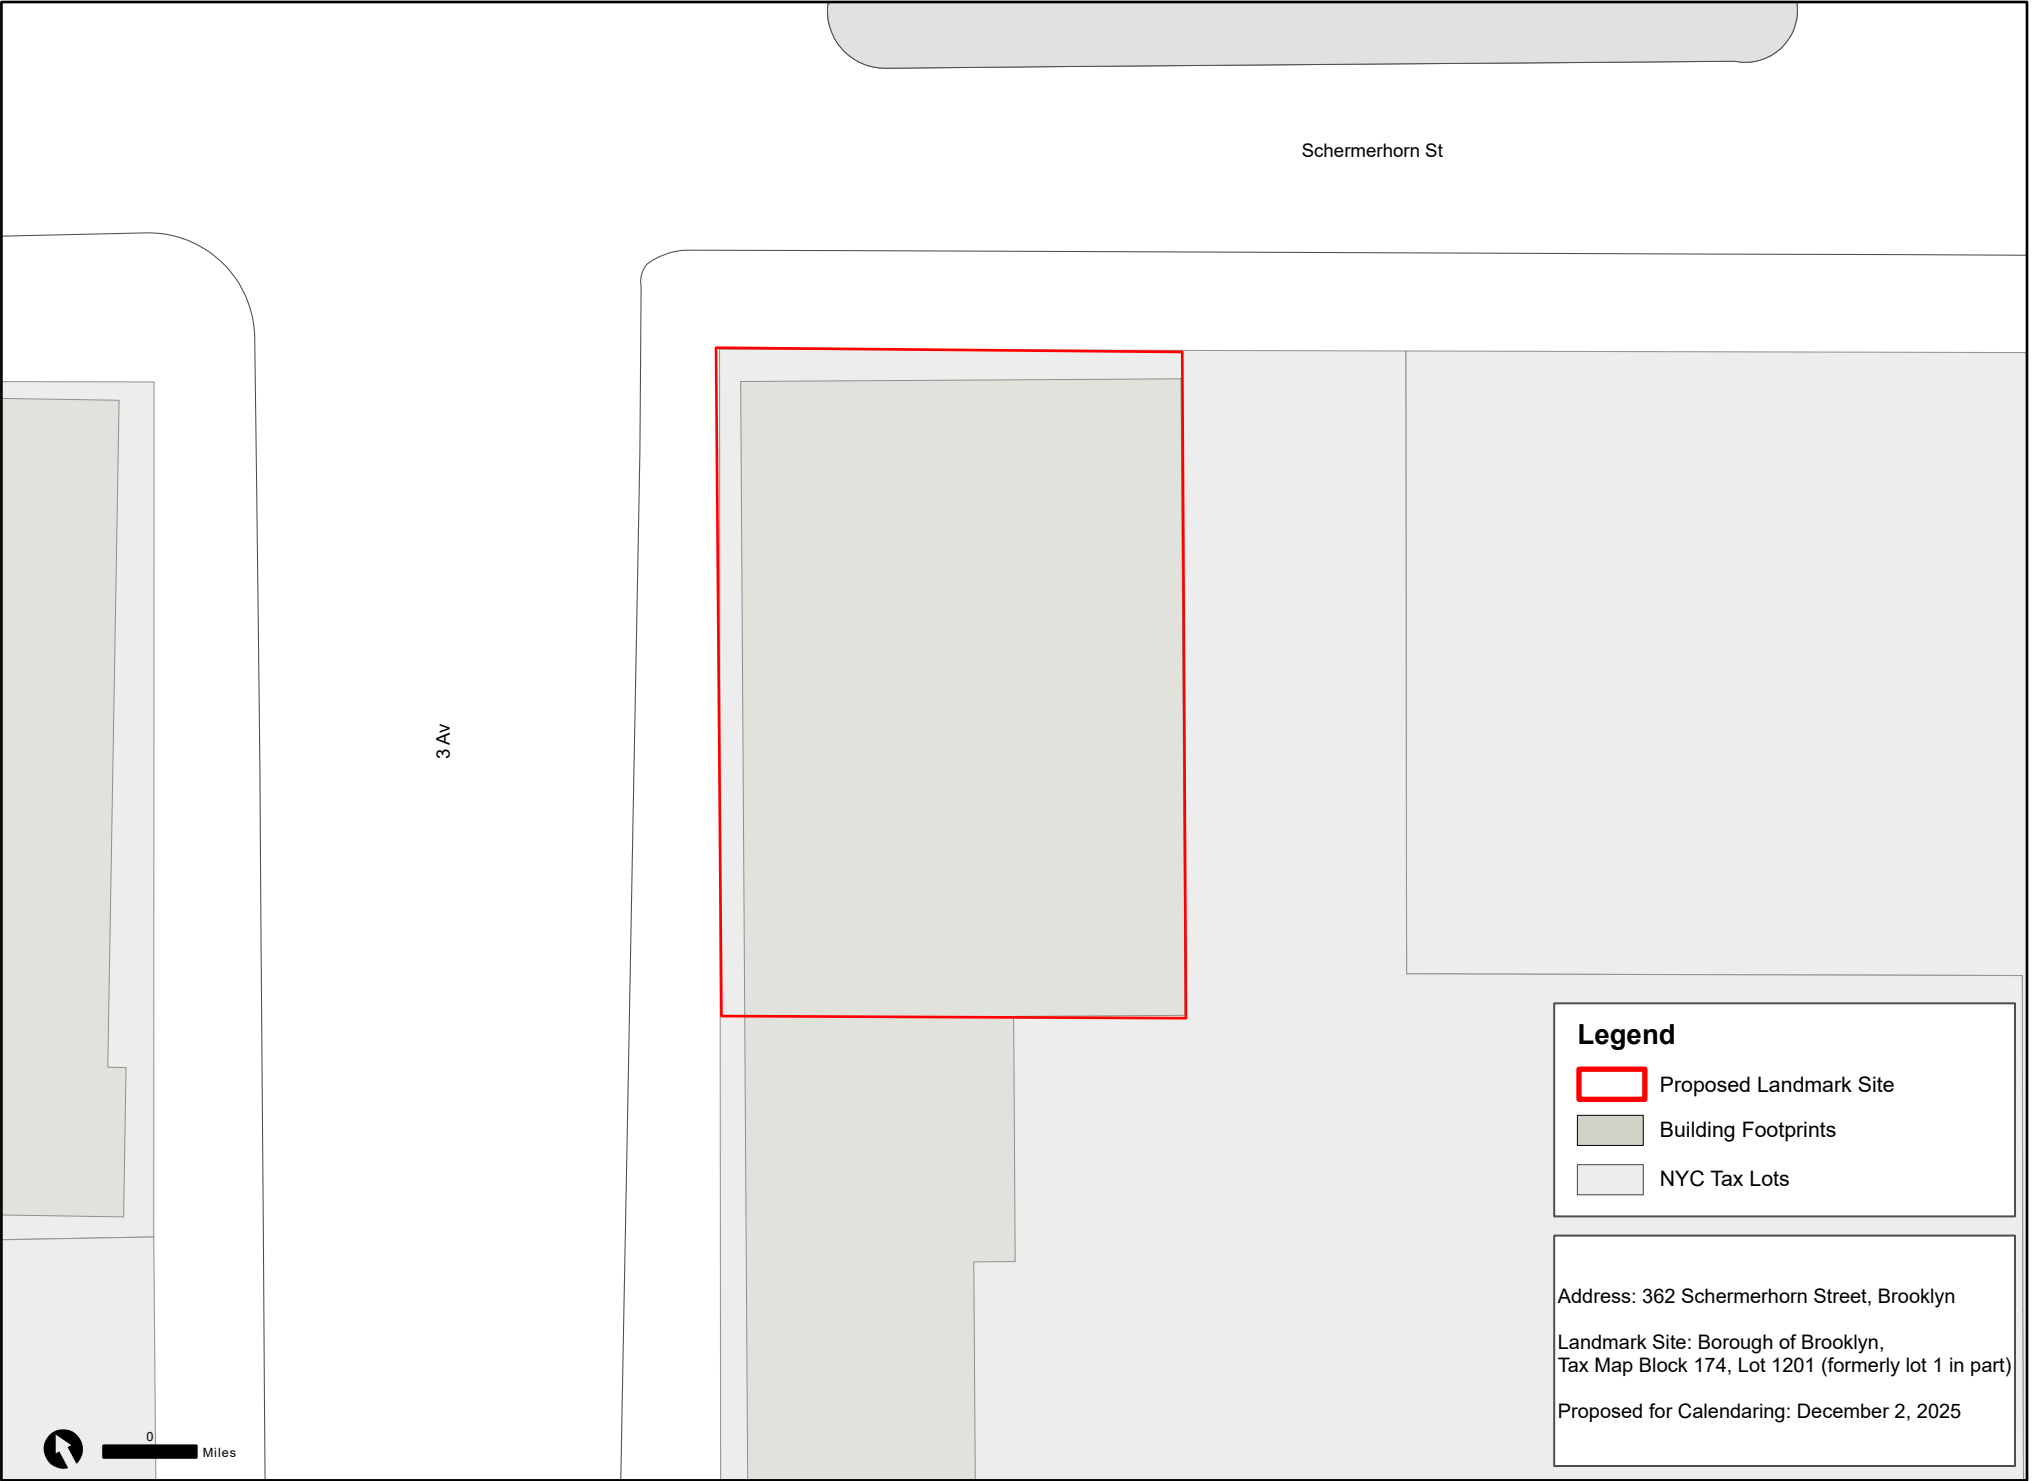 Schermerhorn St
3 Av
Legend
Proposed Landmark Site
Building Footprints
NYC Tax Lots
Address: 362 Schermerhorn Street, Brooklyn
Landmark Site: Borough of Brooklyn,
Tax Map Block 174, Lot 1201 (formerly lot 1 in part)
Proposed for Calendaring: December 2, 2025
0
Miles